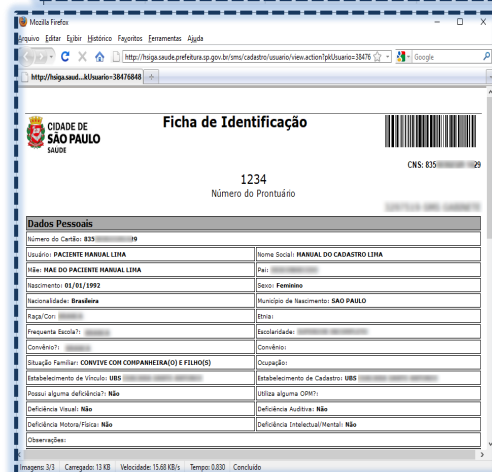 Mozilla Firefox
Arquivo Editar Exibir Histórico Favoritos Ferramentas Ajuda
http://hsiga.saude.prefeitura.sp.gov.br/sms/cadastro/usuario/view.action?pkUsuario=38476 Google
http://hsiga.saud...kUsuario=38476848
CIDADE DE
SÃO PAULO
SAÚDE
Ficha de Identificação
CNS: 835 29
1234
Número do Prontuário
Dados Pessoais
Número do Cartão: 835 9
Usuário: PACIENTE MANUAL LIMA Nome Social: MANUAL DO CADASTRO LIMA
Mãe: MAE DO PACIENTE MANUAL LIMA Pai:
Nascimento: 01/01/1992 Sexo: Feminino
Nacionalidade: Brasileira Município de Nascimento: SAO PAULO
Raça/Cor: Etnia:
Frequenta Escola?: Escolaridade:
Convênio?: Convênio:
Situação Familiar: CONVIVE COM COMPANHEIRA(O) E FILHO(S) Ocupação:
Estabelecimento de Vínculo: UBS Estabelecimento de Cadastro: UBS
Possui alguma deficiência?: Não Utiliza alguma OPM?:
Deficiência Visual: Não Deficiência Auditiva: Não
Deficiência Motora/Física: Não Deficiência Intelectual/Mental: Não
Observações:
Imagens: 3/3 Carregado: 13 KB Velocidade: 15.68 KB/s Tempo: 0.830 Concluído